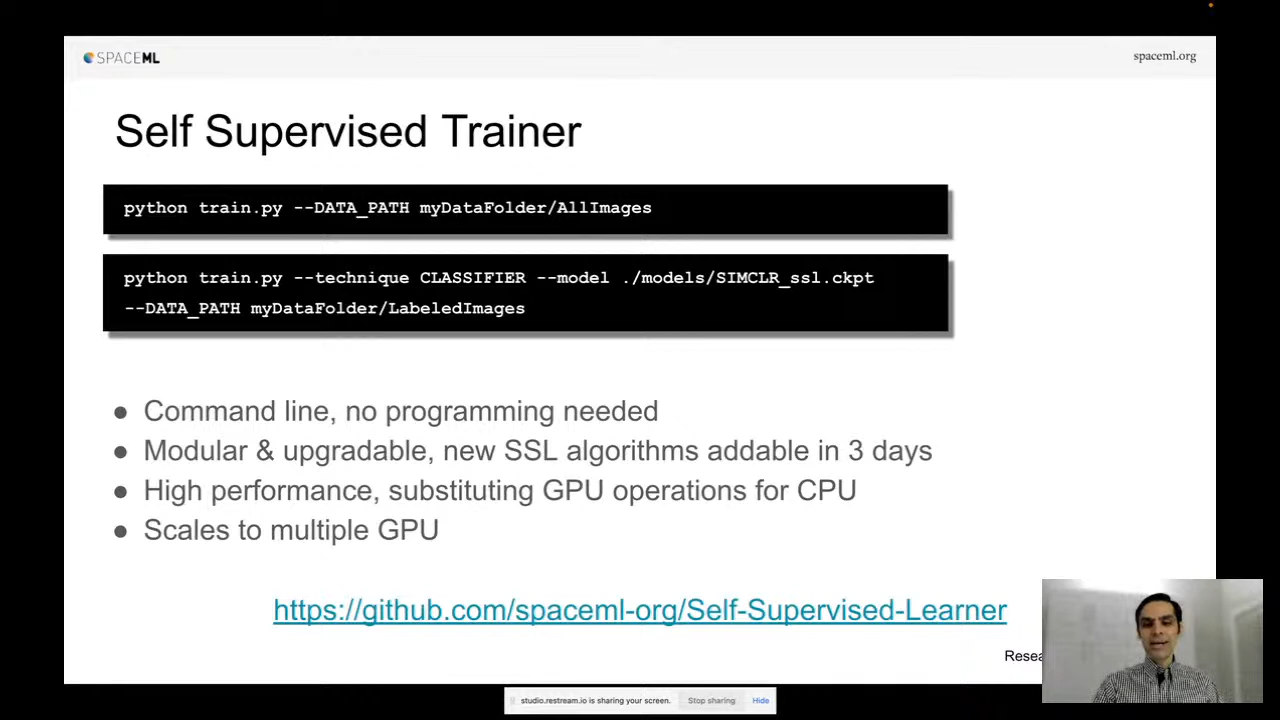 SPACEML
spaceml.org
Self Supervised Trainer
python train.py --DATA_PATH myDataFolder/AllImages
python train.py --technique CLASSIFIER --model ./models/SIMCLR_ssl.ckpt
--DATA_PATH myDataFolder/LabeledImages
● Command line, no programming needed
● Modular & upgradable, new SSL algorithms addable in 3 days
● High performance, substituting GPU operations for CPU
● Scales to multiple GPU
https://github.com/spaceml-org/Self-Supervised-Learner
studio.restream.io is sharing your screen.
Stop sharing
Hide